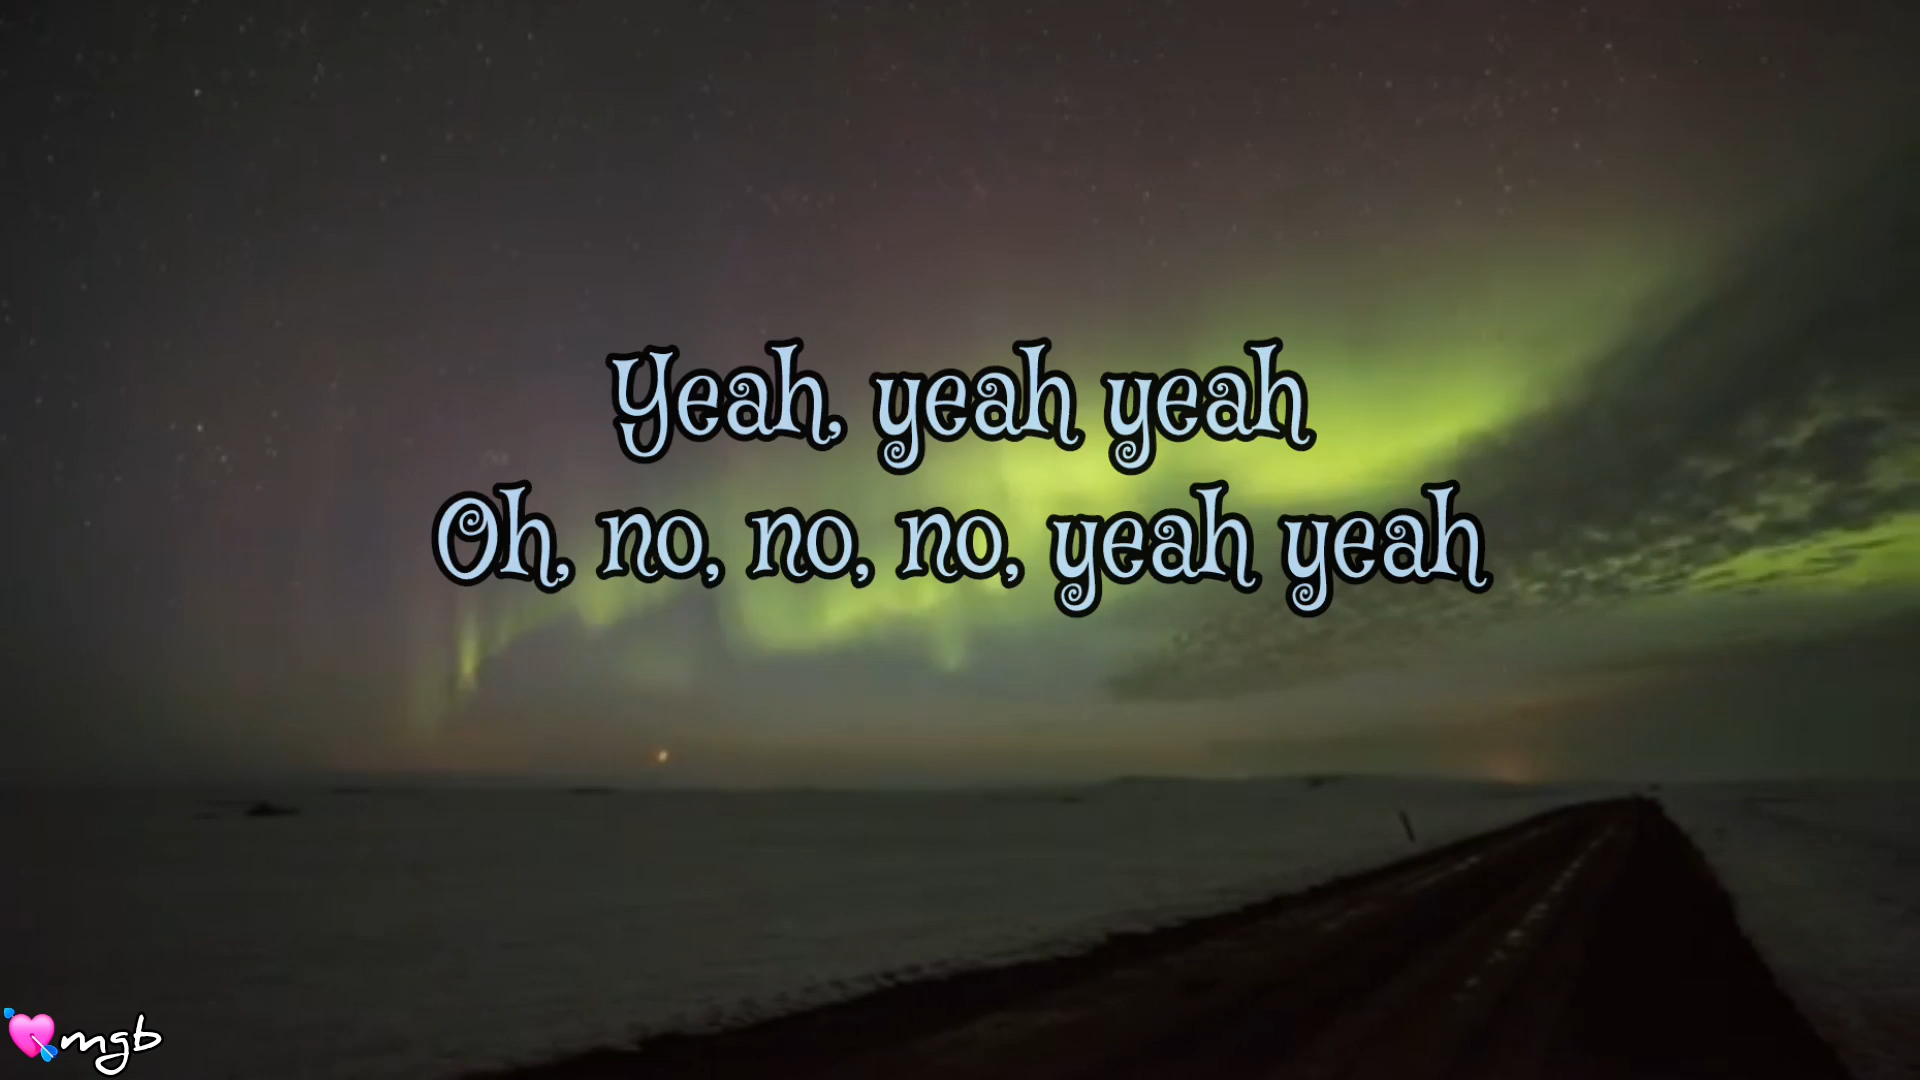 Yeah, yeah yeah
Oh, no, no, no, yeah yeah
mgb